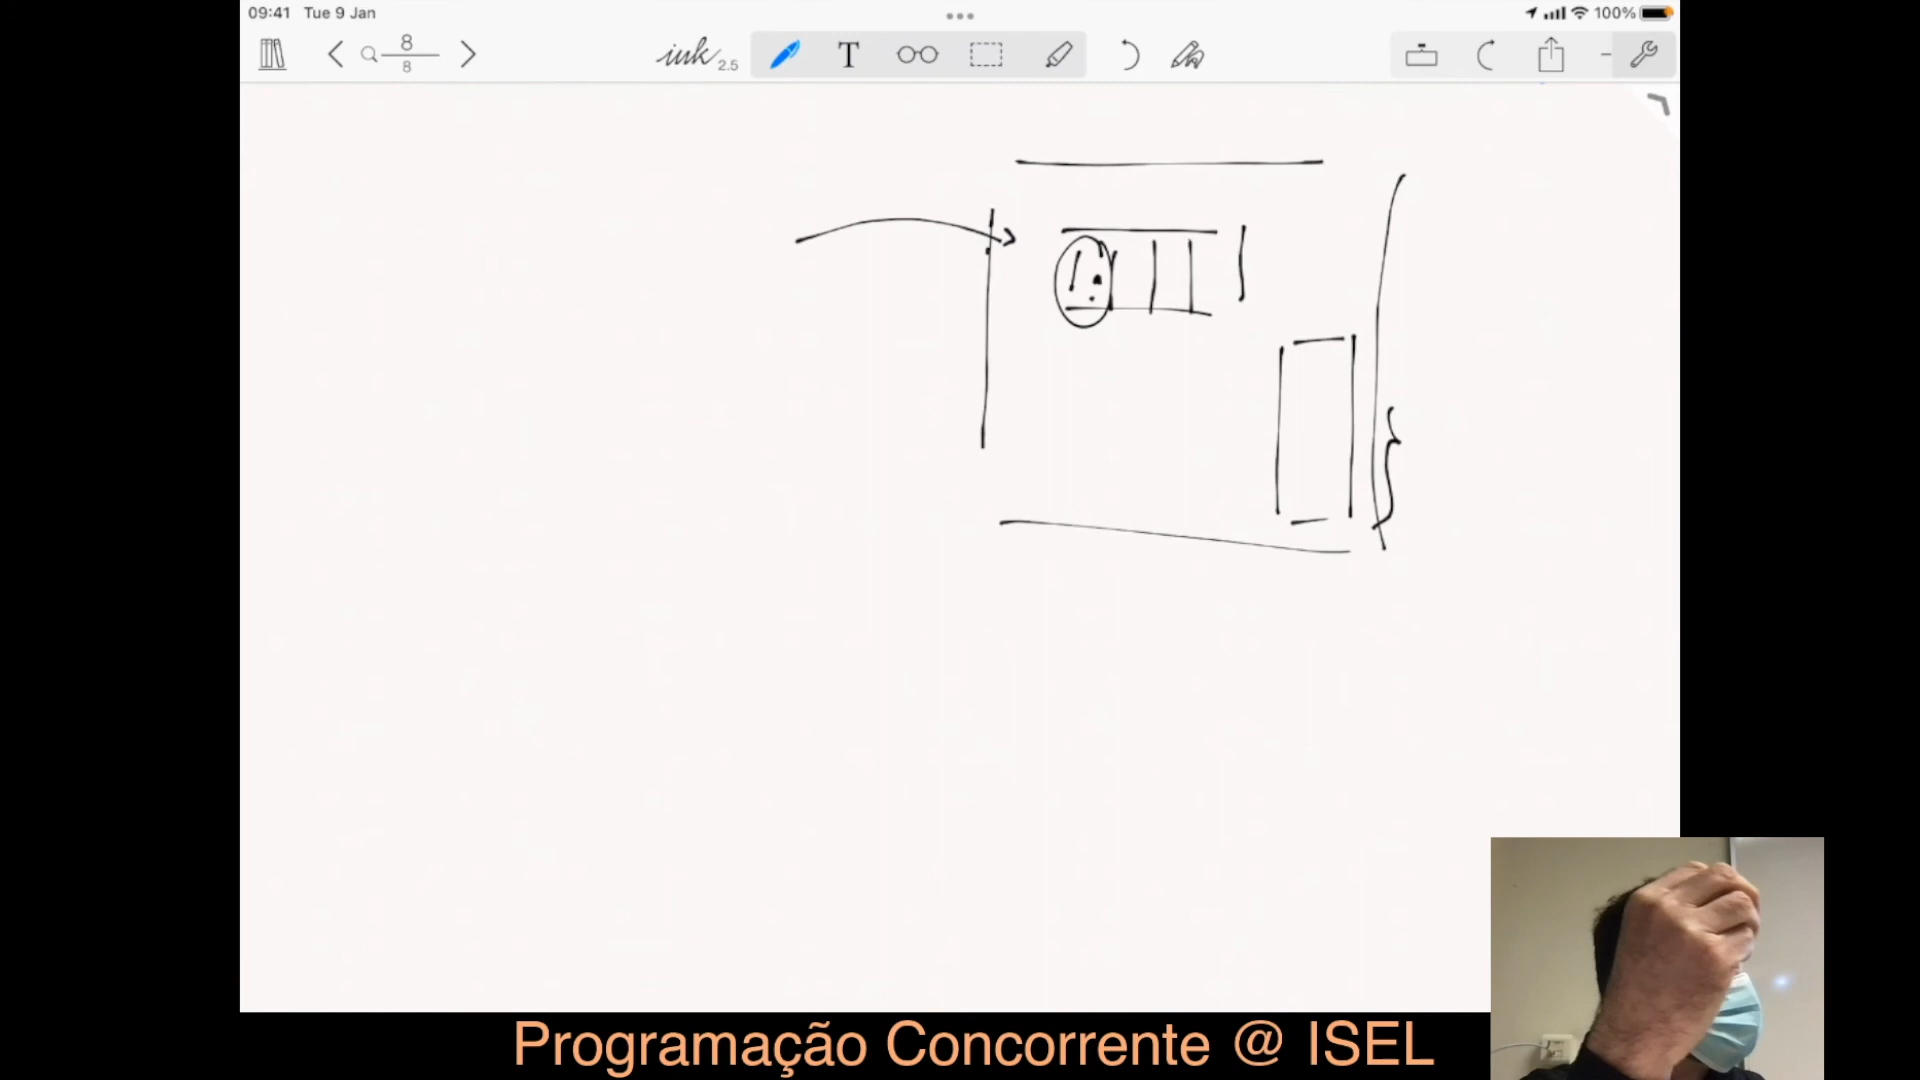 09:41 Tue 9 Jan
100%
8
8
ink 2.5
T
Programação Concorrente @ ISEL